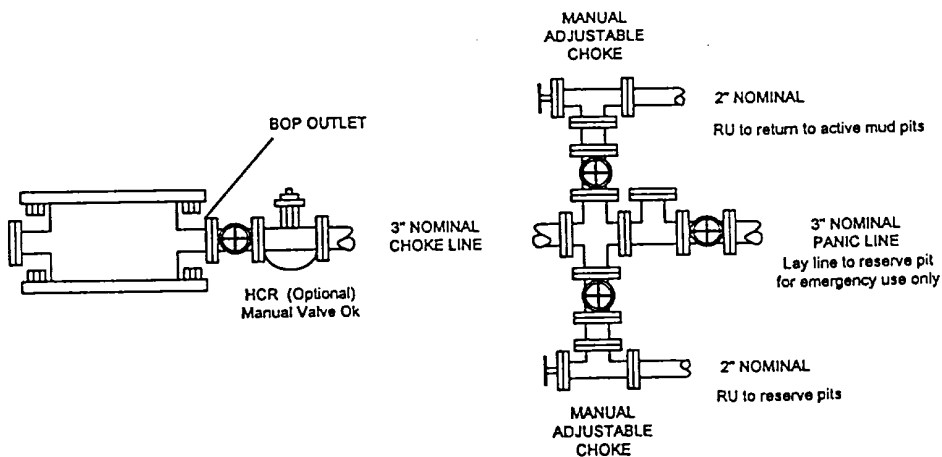 BOP OUTLET
3" NOMINAL
CHOKE LINE
HCR (Optional)
Manual Valve Ok
MANUAL
ADJUSTABLE
CHOKE
2" NOMINAL
RU to return to active mud pits
3" NOMINAL
PANIC LINE
Lay line to reserve pit
for emergency use only
2" NOMINAL
RU to reserve pits
MANUAL
ADJUSTABLE
CHOKE